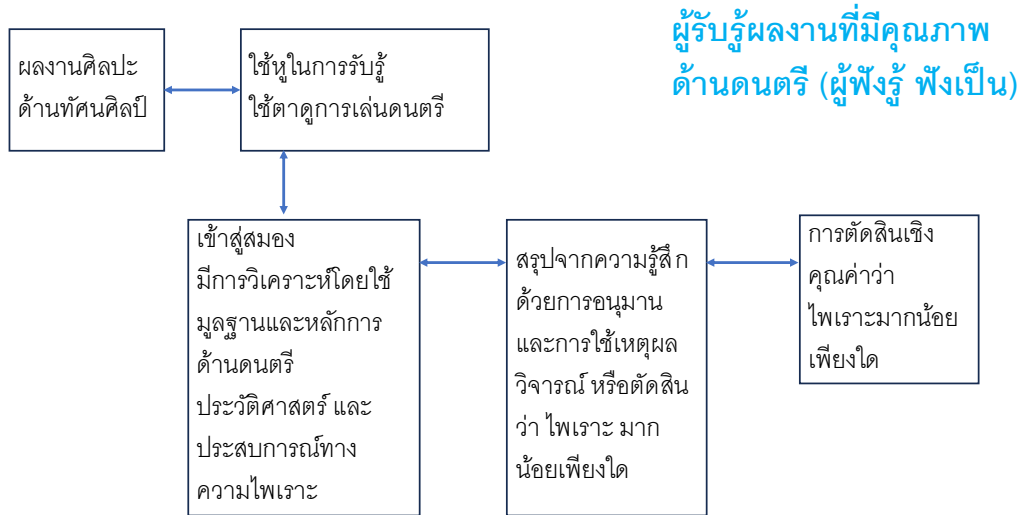 ผู้รับรู้ผลงานที่มีคุณภาพ
ด้านดนตรี (ผู้ฟังรู้ ฟังเป็น)
ผลงานศิลปะ
ด้านทัศนศิลป์
ใช้หูในการรับรู้
ใช้ตาดูการเล่นดนตรี
เข้าสู่สมอง
มีการวิเคราะห์โดยใช้
มูลฐานและหลักการ
ด้านดนตรี
ประวัติศาสตร์ และ
ประสบการณ์ทาง
ความไพเราะ
สรุปจากความรู้สึก
ด้วยการอนุมาน
และการใช้เหตุผล
วิจารณ์ หรือตัดสิน
ว่า ไพเราะ มาก
น้อยเพียงใด
การตัดสินเชิง
คุณค่าว่า
ไพเราะมากน้อย
เพียงใด